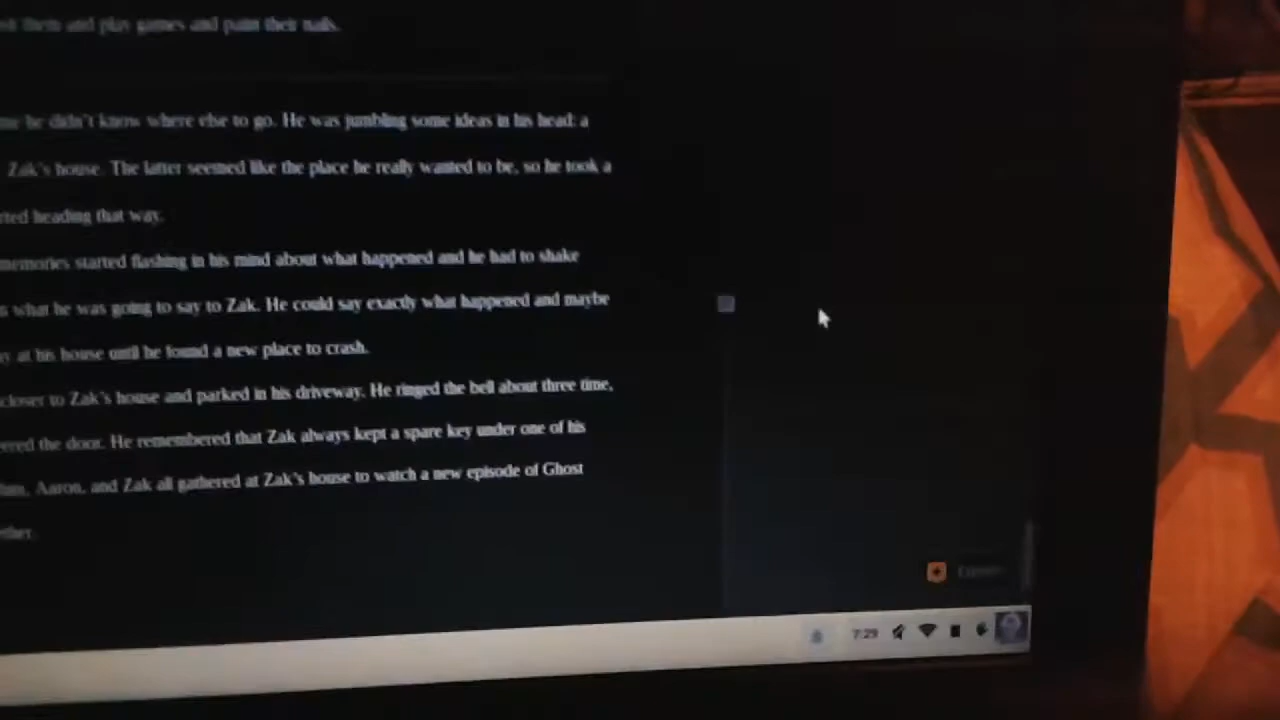 them and play games and paint their nails.
he didn't know where else to go. He was jumbling some ideas in his head: a
Zak's house. The latter seemed like the place he really wanted to be, so he took a
rted heading that way.
memories started flashing in his mind about what happened and he had to shake
what he was going to say to Zak. He could say exactly what happened and maybe
at his house until he found a new place to crash.
closer to Zak's house and parked in his driveway. He ringed the bell about three time,
ered the door. He remembered that Zak always kept a spare key under one of his
Aaron, and Zak all gathered at Zak's house to watch a new episode of Ghost
ether.
7:29